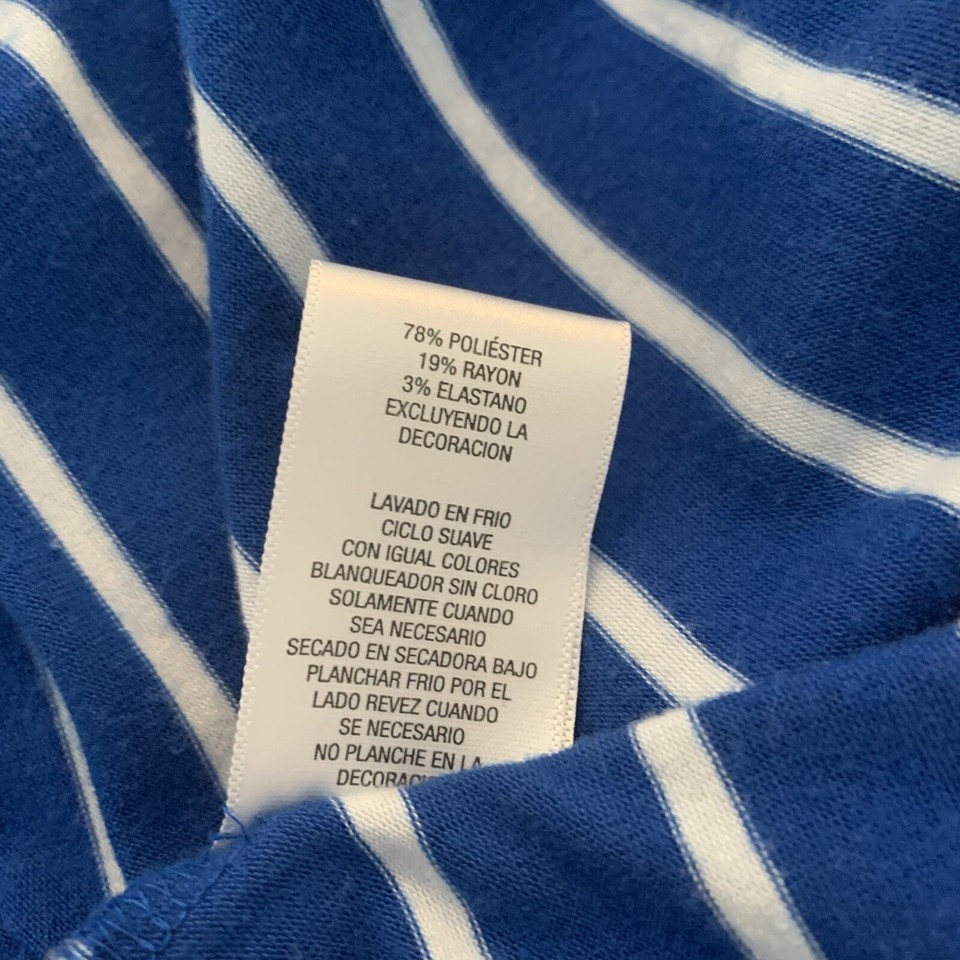 78% POLIÉSTER
19% RAYON
3% ELASTANO
EXCLUYENDO LA
DECORACION
LAVADO EN FRIO
CICLO SUAVE
CON IGUAL COLORES
BLANQUEADOR SIN CLORO
SOLAMENTE CUANDO
SEA NECESARIO
SECADO EN SECADORA BAJO
PLANCHAR FRIO POR EL
LADO REVEZ CUANDO
SE NECESARIO
NO PLANCHE EN LA